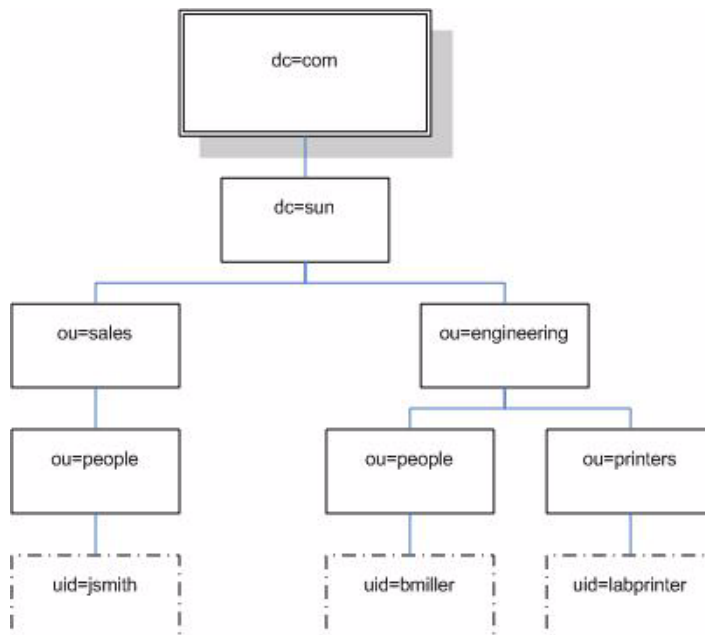 dc=com
dc=sun
ou=sales
ou=engineering
ou=people
ou=people
ou=printers
uid=jsmith
uid=bmiller
uid=labprinter